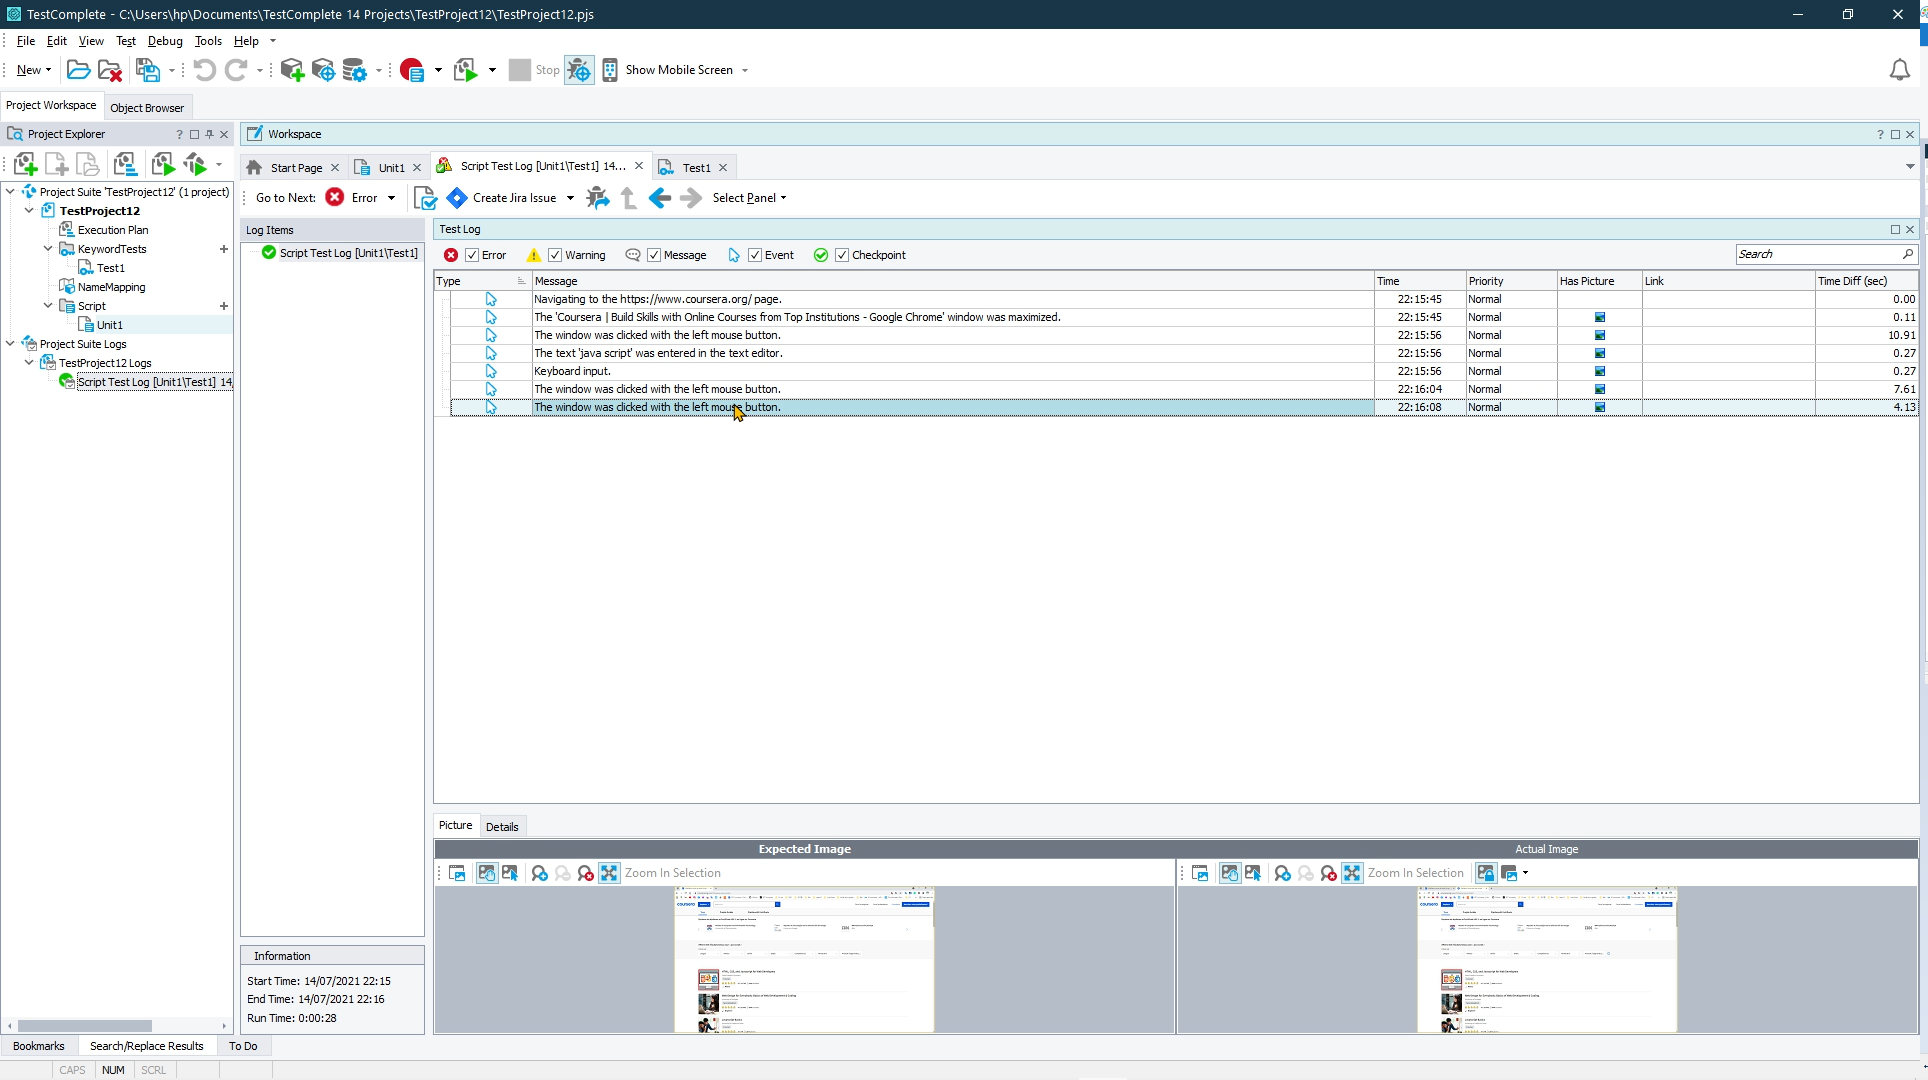 TestComplete - C:\Users\hp\Documents\TestComplete 14 Projects\TestProject12\TestProject12.pjs
File Edit View Test Debug Tools Help
New Stop Show Mobile Screen
Project Workspace Object Browser
Project Explorer
Workspace
Start Page Unit1 Script Test Log [Unit1\Test1] 14... Test1
Go to Next: Error Create Jira Issue Select Panel
Project Suite 'TestProject12' (1 project)
TestProject12
Execution Plan
KeywordTests
Test1
NameMapping
Script
Unit1
Project Suite Logs
TestProject12 Logs
Script Test Log [Unit1\Test1] 14
Log Items
Script Test Log [Unit1\Test1]
Test Log
Error Warning Message Event Checkpoint Search
Type Message Time Priority Has Picture Link Time Diff (sec)
Navigating to the https://www.coursera.org/ page. 22:15:45 Normal 0.00
The 'Coursera | Build Skills with Online Courses from Top Institutions - Google Chrome' window was maximized. 22:15:45 Normal 0.11
The window was clicked with the left mouse button. 22:15:56 Normal 10.91
The text 'java script' was entered in the text editor. 22:15:56 Normal 0.27
Keyboard input. 22:15:56 Normal 0.27
The window was clicked with the left mouse button. 22:16:04 Normal 7.61
The window was clicked with the left mouse button. 22:16:08 Normal 4.13
Picture Details
Expected Image Actual Image
Zoom In Selection Zoom In Selection
coursera coursera
Information
Start Time: 14/07/2021 22:15
End Time: 14/07/2021 22:16
Run Time: 0:00:28
Bookmarks Search/Replace Results To Do
CAPS NUM SCRL